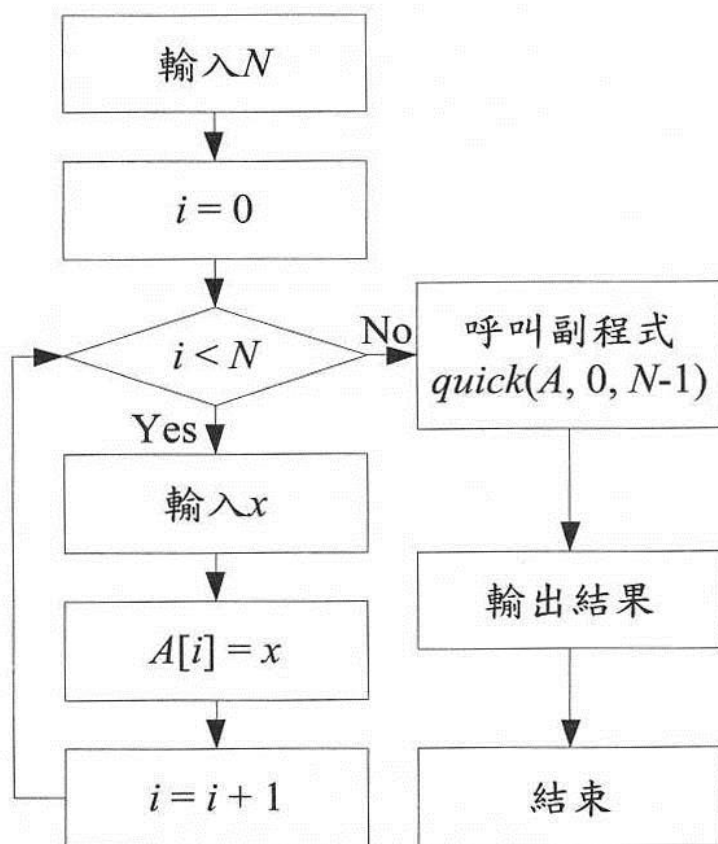 輸入N
i = 0
i < N
No
Yes
輸入x
A[i] = x
i = i + 1
呼叫副程式
quick(A, 0, N-1)
輸出結果
結束